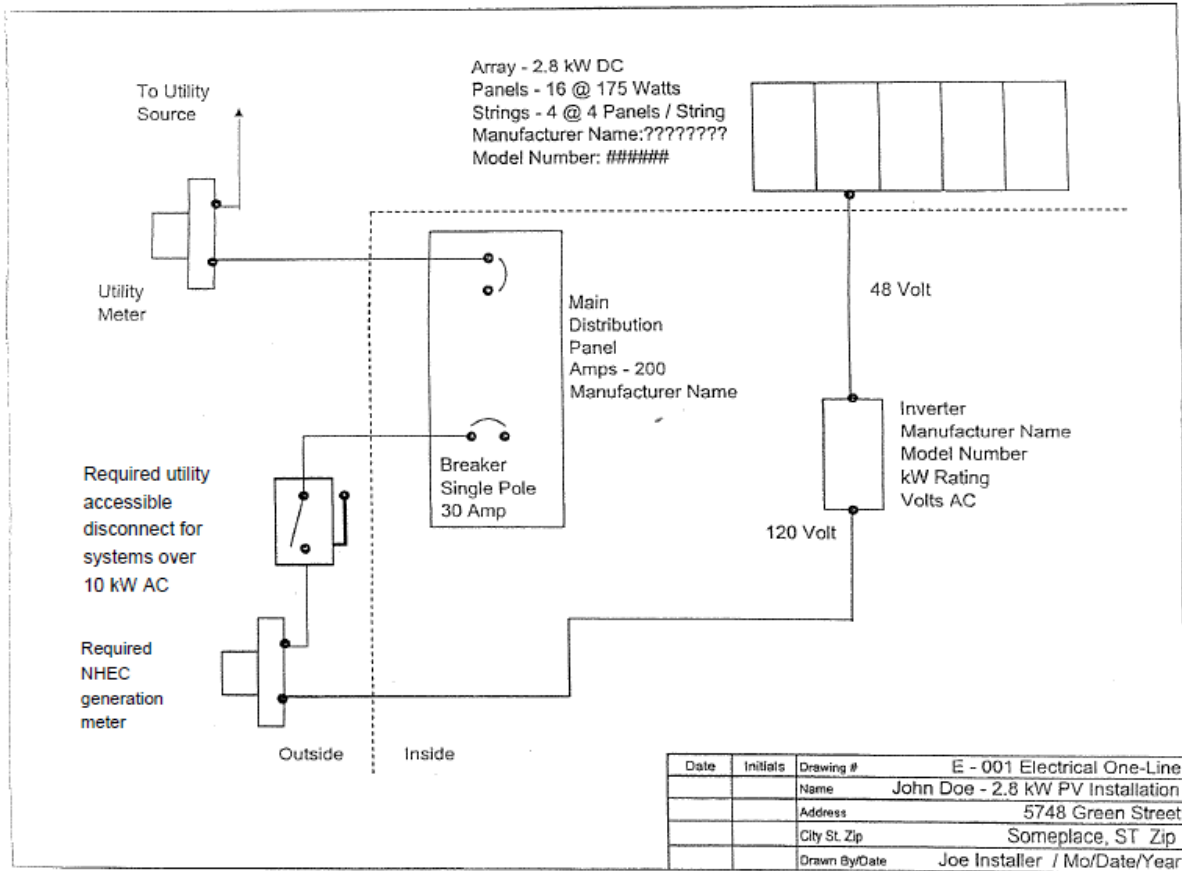 To Utility
Source
Array - 2.8 kW DC
Panels - 16 @ 175 Watts
Strings - 4 @ 4 Panels / String
Manufacturer Name:????????
Model Number: ######
Utility
Meter
48 Volt
Main
Distribution
Panel
Amps - 200
Manufacturer Name
Inverter
Manufacturer Name
Model Number
kW Rating
Volts AC
Breaker
Single Pole
30 Amp
Required utility
accessible
disconnect for
systems over
10 kW AC
120 Volt
Required
NHEC
generation
meter
Outside
Inside
Date Initials Drawing # E - 001 Electrical One-Line
Name John Doe - 2.8 kW PV Installation
Address 5748 Green Street
City St. Zip Someplace, ST Zip
Drawn By/Date Joe Installer / Mo/Date/Year